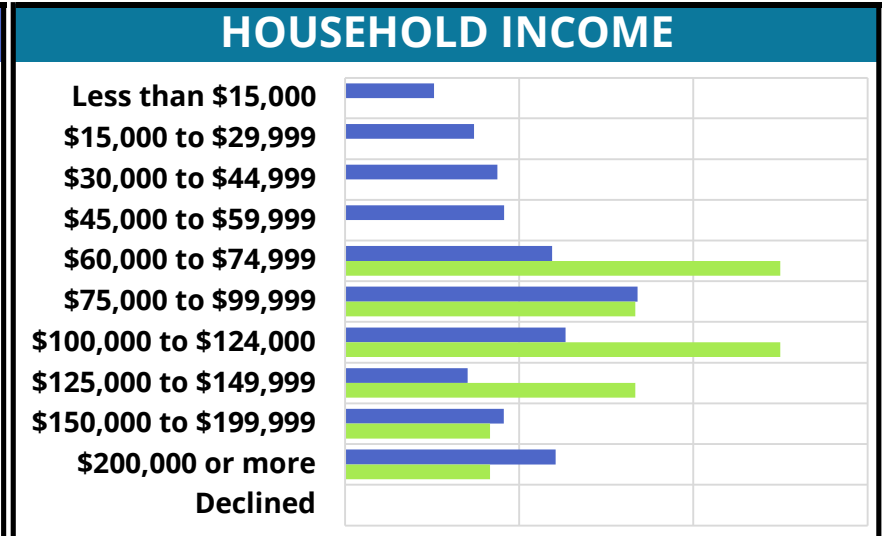 HOUSEHOLD INCOME
Less than $15,000
$15,000 to $29,999
$30,000 to $44,999
$45,000 to $59,999
$60,000 to $74,999
$75,000 to $99,999
$100,000 to $124,000
$125,000 to $149,999
$150,000 to $199,999
$200,000 or more
Declined